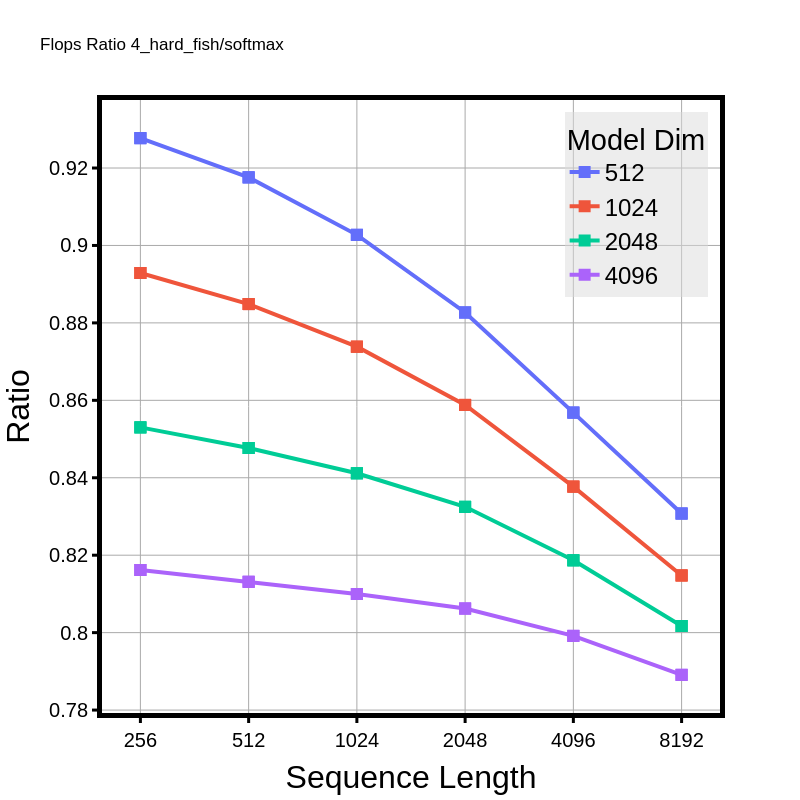 Flops Ratio 4_hard_fish/softmax
Model Dim
512
1024
2048
4096
0.92
0.9
0.88
0.86
0.84
0.82
0.8
0.78
Ratio
256 512 1024 2048 4096 8192
Sequence Length